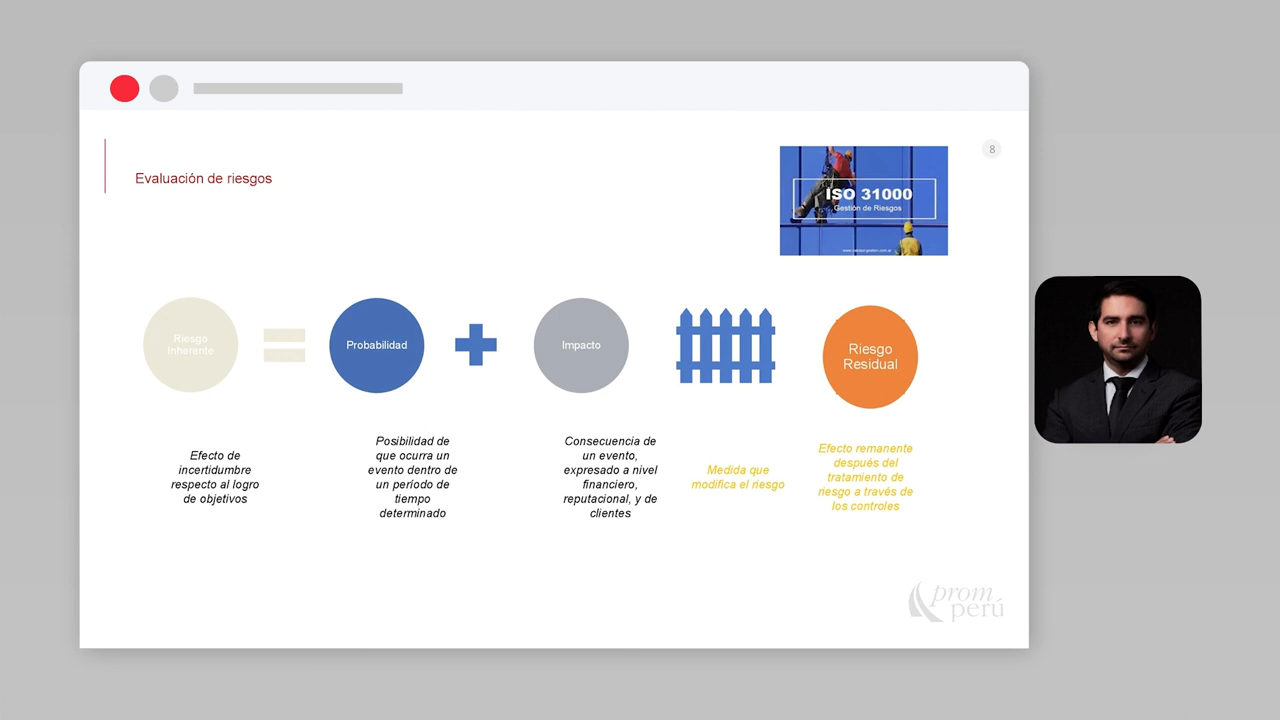 8
Evaluación de riesgos
ISO 31000
Gestión de Riesgos
Riesgo
Inherente
Probabilidad
Impacto
Riesgo
Residual
Efecto de
incertidumbre
respecto al logro
de objetivos
Posibilidad de
que ocurra un
evento dentro de
un período de
tiempo
determinado
Consecuencia de
un evento,
expresado a nivel
financiero,
reputacional, y de
clientes
Medida que
modifica el riesgo
Efecto remanente
después del
tratamiento de
riesgo a través de
los controles
prom
perú